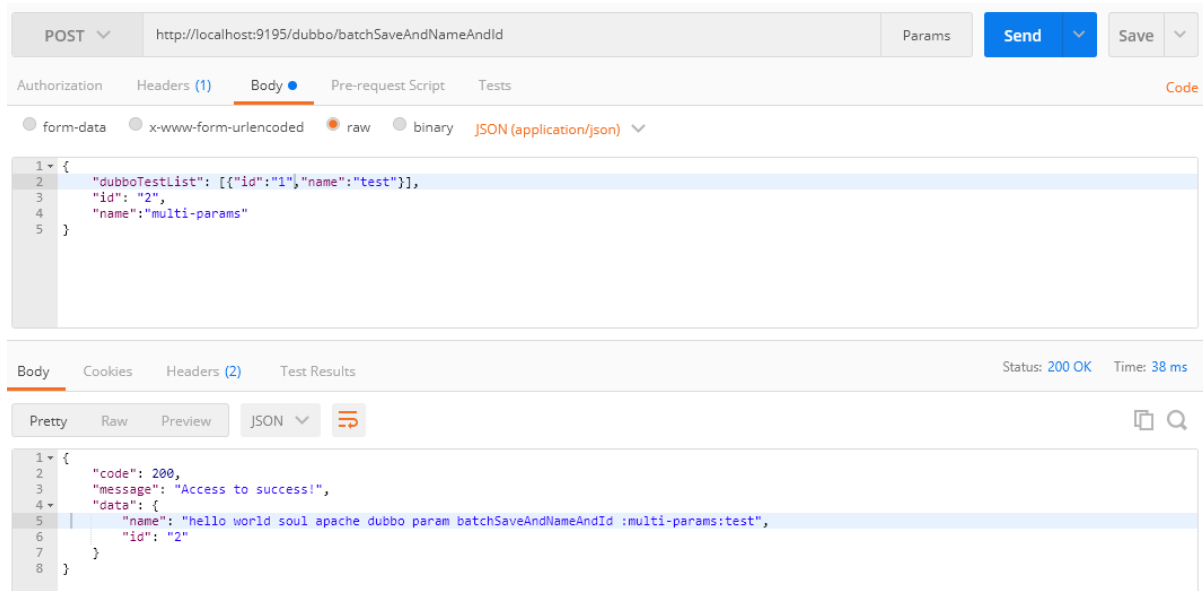 POST http://localhost:9195/dubbo/batchSaveAndNameAndId Params Send Save
Authorization Headers (1) Body Pre-request Script Tests Code
form-data x-www-form-urlencoded raw binary JSON (application/json)
1 {
2 "dubboTestList": [{"id":"1","name":"test"}],
3 "id": "2",
4 "name":"multi-params"
5 }
Body Cookies Headers (2) Test Results Status: 200 OK Time: 38 ms
Pretty Raw Preview JSON
1 {
2 "code": 200,
3 "message": "Access to success!",
4 "data": {
5 "name": "hello world soul apache dubbo param batchSaveAndNameAndId :multi-params:test",
6 "id": "2"
7 }
8 }